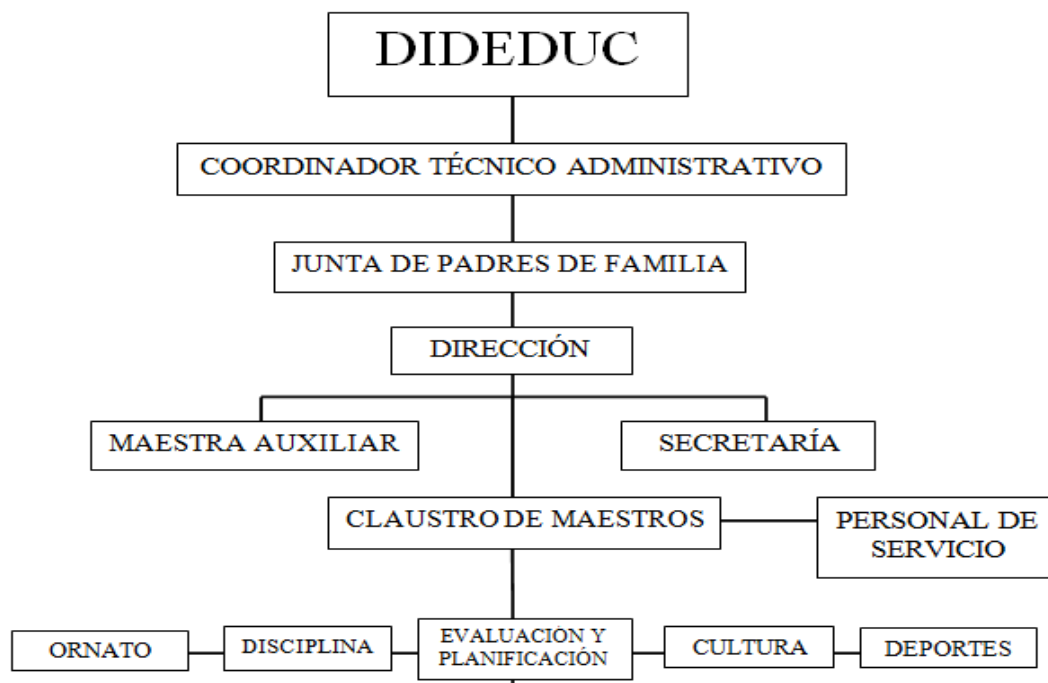 DIDEDUC
COORDINADOR TÉCNICO ADMINISTRATIVO
JUNTA DE PADRES DE FAMILIA
DIRECCIÓN
MAESTRA AUXILIAR
SECRETARÍA
CLAUSTRO DE MAESTROS
PERSONAL DE
SERVICIO
ORNATO
DISCIPLINA
EVALUACIÓN Y
PLANIFICACIÓN
CULTURA
DEPORTES